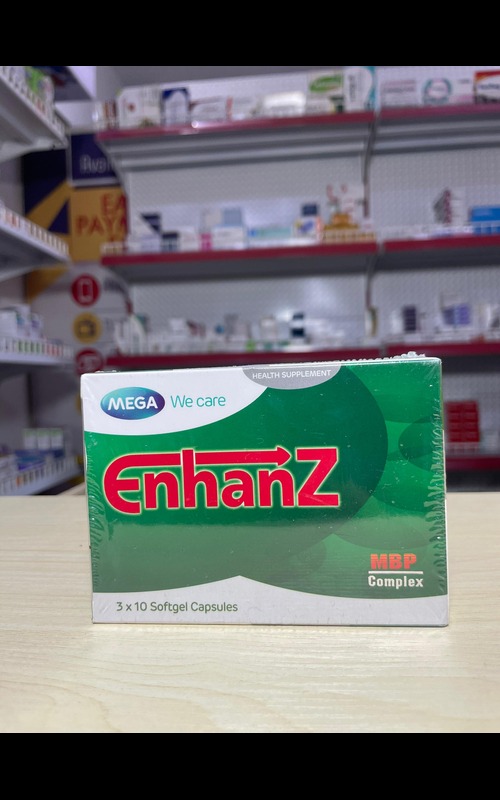 HEALTH SUPPLEMENT
MEGA We care
EnhanZ
MBP
Complex
3 x 10 Softgel Capsules